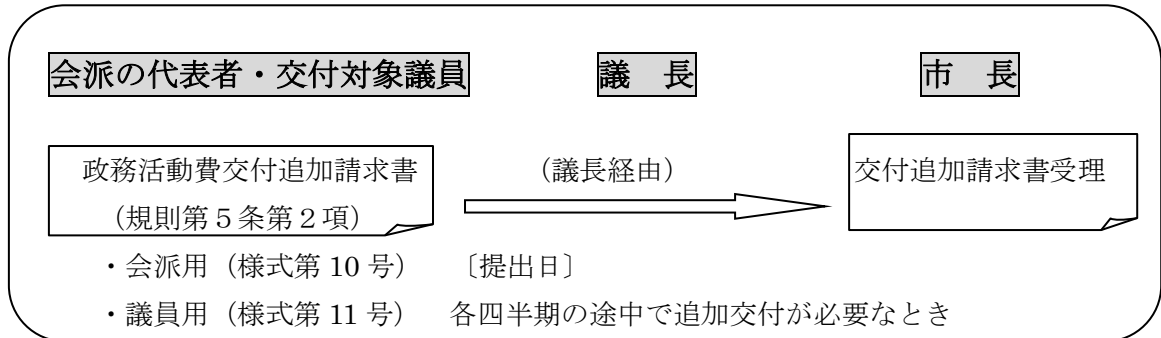 会派の代表者・交付対象議員　議　長　市　長
政務活動費交付追加請求書　（議長経由）　交付追加請求書受理
（規則第５条第２項）
・会派用（様式第 10 号）　〔提出日〕
・議員用（様式第 11 号）　各四半期の途中で追加交付が必要なとき